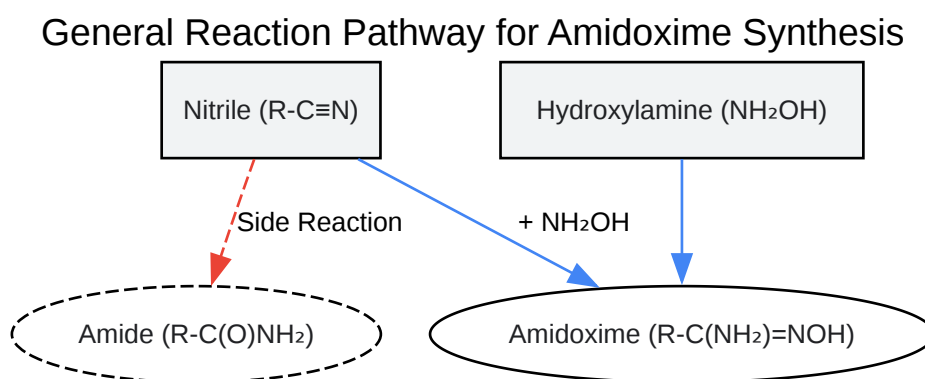 General Reaction Pathway for Amidoxime Synthesis
Nitrile (R-C≡N)
Hydroxylamine (NH₂OH)
Side Reaction
+ NH₂OH
Amide (R-C(O)NH₂)
Amidoxime (R-C(NH₂)=NOH)